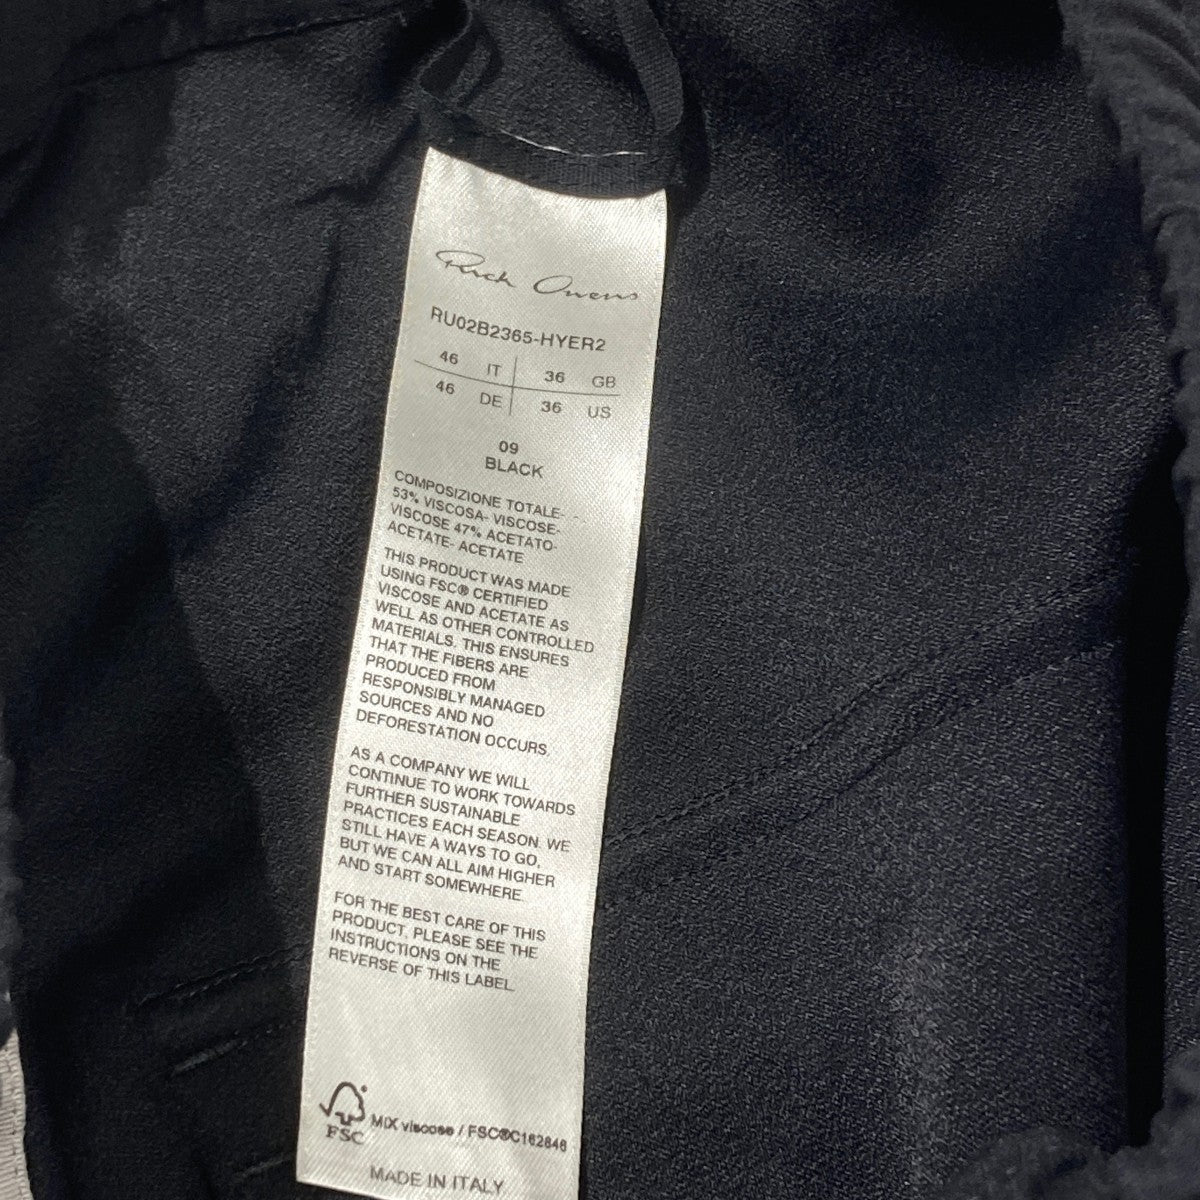 Rick Owens
RU02B2365-HYER2
46 IT 36 GB
46 DE 36 US
09
BLACK
COMPOSIZIONE TOTALE-
53% VISCOSA- VISCOSE-
VISCOSE 47% ACETATO-
ACETATE- ACETATE
THIS PRODUCT WAS MADE
USING FSC® CERTIFIED
VISCOSE AND ACETATE AS
WELL AS OTHER CONTROLLED
MATERIALS. THIS ENSURES
THAT THE FIBERS ARE
PRODUCED FROM
RESPONSIBLY MANAGED
SOURCES AND NO
DEFORESTATION OCCURS.
AS A COMPANY WE WILL
CONTINUE TO WORK TOWARDS
FURTHER SUSTAINABLE
PRACTICES EACH SEASON. WE
STILL HAVE A WAYS TO GO,
BUT WE CAN ALL AIM HIGHER
AND START SOMEWHERE.
FOR THE BEST CARE OF THIS
PRODUCT, PLEASE SEE THE
INSTRUCTIONS ON THE
REVERSE OF THIS LABEL.
FSC MIX viscose / FSC®C162846
MADE IN ITALY